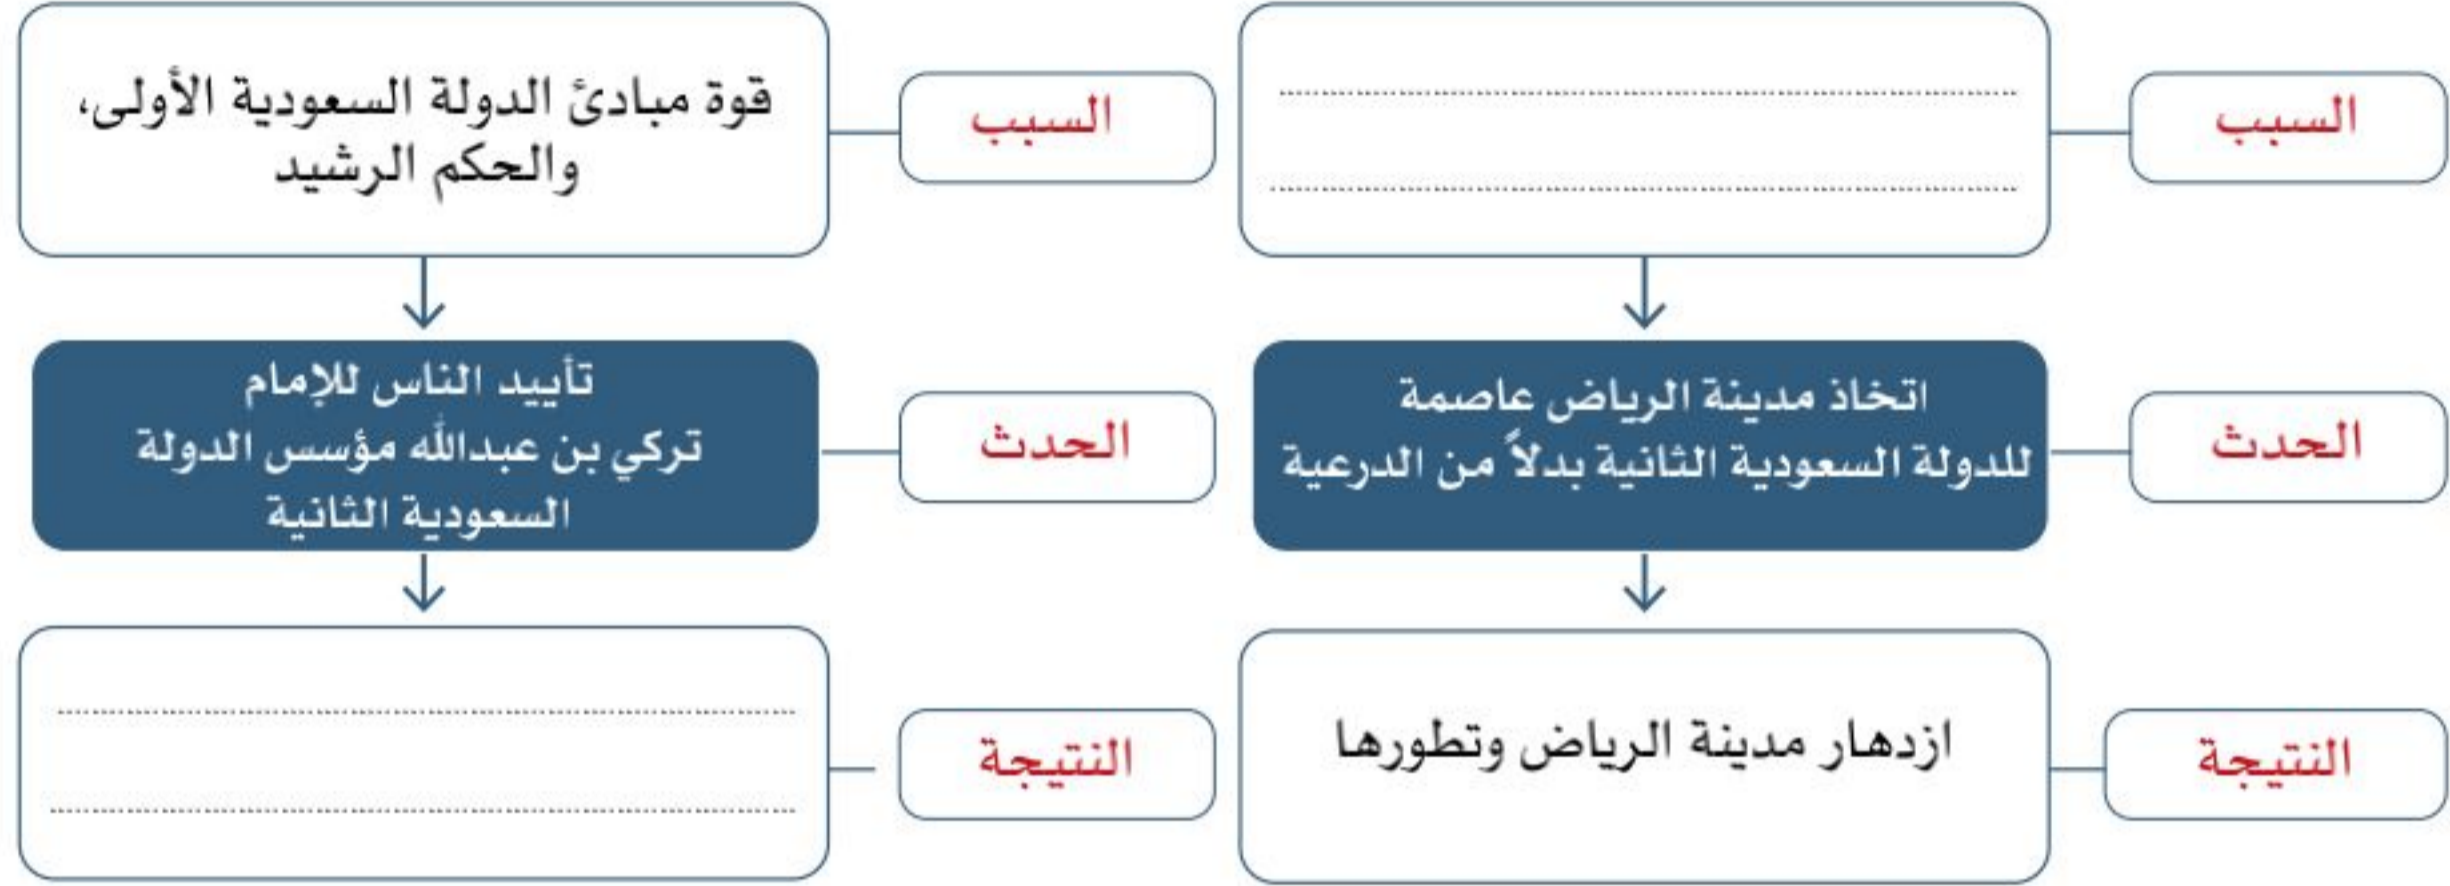 السبب
السبب
قوة مبادئ الدولة السعودية الأولى،
والحكم الرشيد
الحدث
اتخاذ مدينة الرياض عاصمة
للدولة السعودية الثانية بدلاً من الدرعية
الحدث
تأييد الناس للإمام
تركي بن عبدالله مؤسس الدولة
السعودية الثانية
النتيجة
ازدهار مدينة الرياض وتطورها
النتيجة